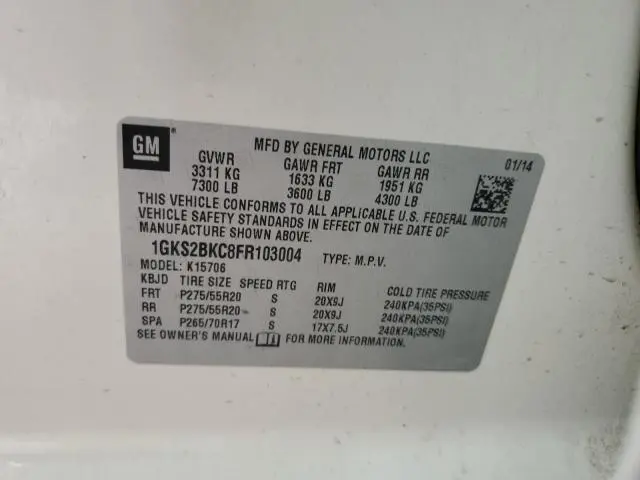 GM
MFD BY GENERAL MOTORS LLC
01/14
GVWR GAWR FRT GAWR RR
3311 KG 1633 KG 1951 KG
7300 LB 3600 LB 4300 LB
THIS VEHICLE CONFORMS TO ALL APPLICABLE U.S. FEDERAL MOTOR
VEHICLE SAFETY STANDARDS IN EFFECT ON THE DATE OF
MANUFACTURE SHOWN ABOVE.
1GKS2BKC8FR103004 TYPE: M.P.V.
MODEL: K15706
KBJD TIRE SIZE SPEED RTG RIM COLD TIRE PRESSURE
FRT P275/55R20 S 20X9J 240KPA(35PSI)
RR P275/55R20 S 20X9J 240KPA(35PSI)
SPA P265/70R17 S 17X7.5J 240KPA(35PSI)
SEE OWNER'S MANUAL FOR MORE INFORMATION.